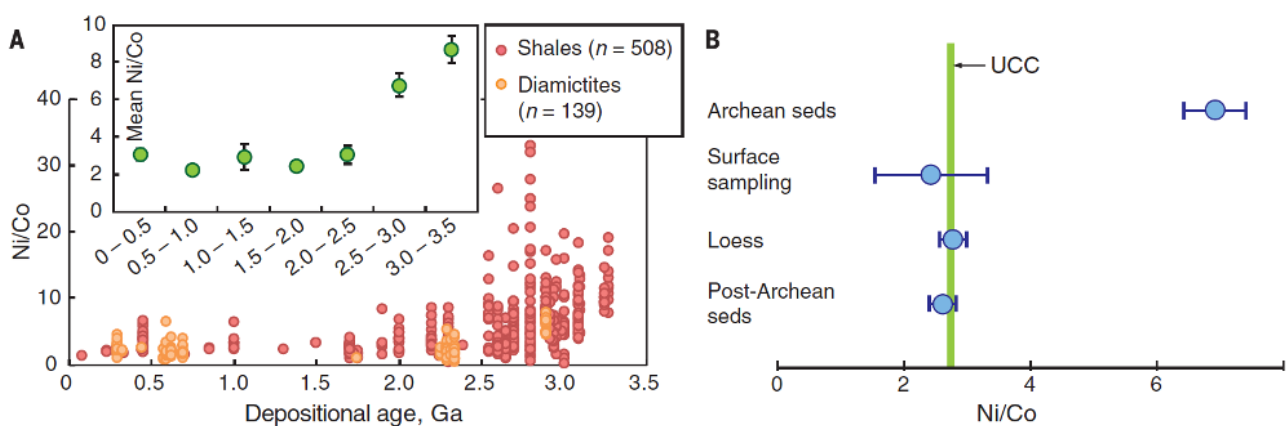 A
Mean Ni/Co
10
8
6
4
2
0
0 – 0.5
0.5 – 1.0
1.0 – 1.5
1.5 – 2.0
2.0 – 2.5
2.5 – 3.0
3.0 – 3.5
Shales (n = 508)
Diamictites
(n = 139)
Ni/Co
40
30
20
10
0
0
0.5
1.0
1.5
2.0
2.5
3.0
3.5
Depositional age, Ga
B
UCC
Archean seds
Surface
sampling
Loess
Post-Archean
seds
0
2
4
6
Ni/Co